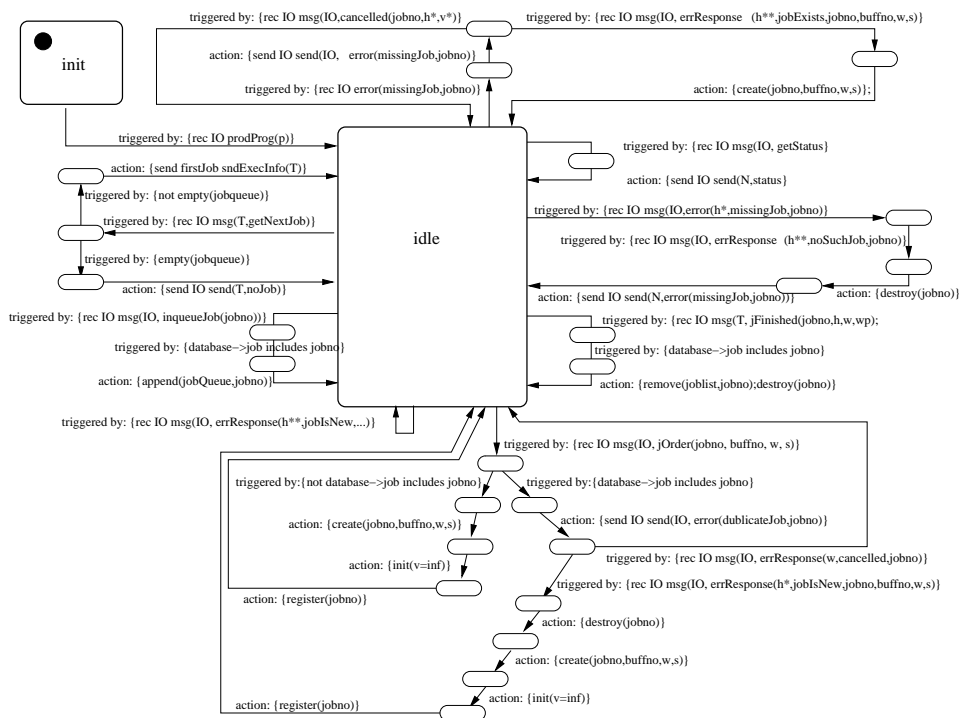 triggered by: {rec IO msg(IO,cancelled(jobno,h*,v*)
triggered by: {rec IO msg(IO, errResponse (h**,jobExists,jobno,buffno,w,s)}
action: {send IO send(IO, error(missingJob,jobno)}
init
triggered by: {rec IO error(missingJob,jobno)}
action: {create(jobno,buffno,w,s)};
triggered by: {rec IO prodProg(p)}
triggered by: {rec IO msg(IO, getStatus}
action: {send firstJob sndExecInfo(T)}
action: {send IO send(N,status}
triggered by: {not empty(jobqueue)}
triggered by: {rec IO msg(IO,error(h*,missingJob,jobno)}
triggered by: {rec IO msg(T,getNextJob)}
idle
triggered by: {rec IO msg(IO, errResponse (h**,noSuchJob,jobno)}
triggered by: {empty(jobqueue)}
action: {send IO send(T,noJob)}
action: {destroy(jobno)}
action: {send IO send(N,error(missingJob,jobno))}
triggered by: {rec IO msg(IO, inqueueJob(jobno))}
triggered by: {rec IO msg(T, jFinished(jobno,h,w,wp);
triggered by: {database−>job includes jobno}
triggered by: {database−>job includes jobno}
action: {append(jobQueue,jobno)}
action: {remove(joblist,jobno);destroy(jobno)}
triggered by: {rec IO msg(IO, errResponse(h**,jobIsNew,...)}
triggered by: {rec IO msg(IO, jOrder(jobno, buffno, w, s)}
triggered by:{not database−>job includes jobno}
triggered by:{database−>job includes jobno}
action: {create(jobno,buffno,w,s)}
action: {send IO send(IO, error(dublicateJob,jobno)}
triggered by: {rec IO msg(IO, errResponse(w,cancelled,jobno)}
action: {init(v=inf)}
triggered by: {rec IO msg(IO, errResponse(h*,jobIsNew,jobno,buffno,w,s)}
action: {register(jobno)}
action: {destroy(jobno)}
action: {create(jobno,buffno,w,s)}
action: {init(v=inf)}
action: {register(jobno)}